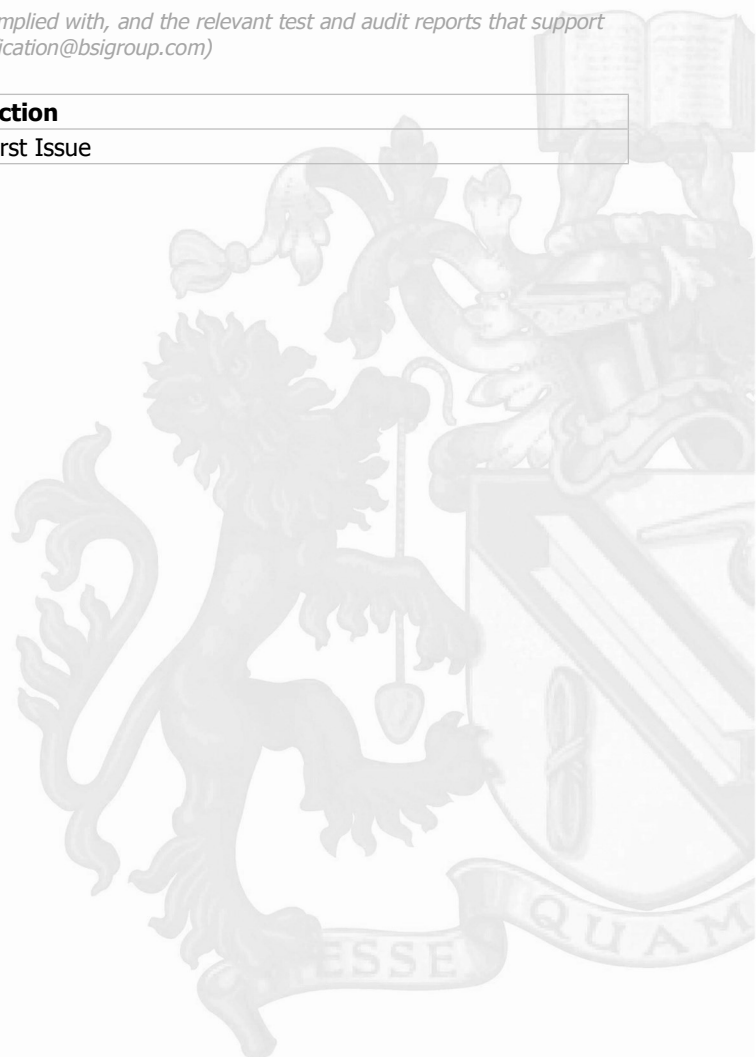 mplied with, and the relevant test and audit reports that support
ication@bsigroup.com)
ction
rst Issue
ESSE QUAM